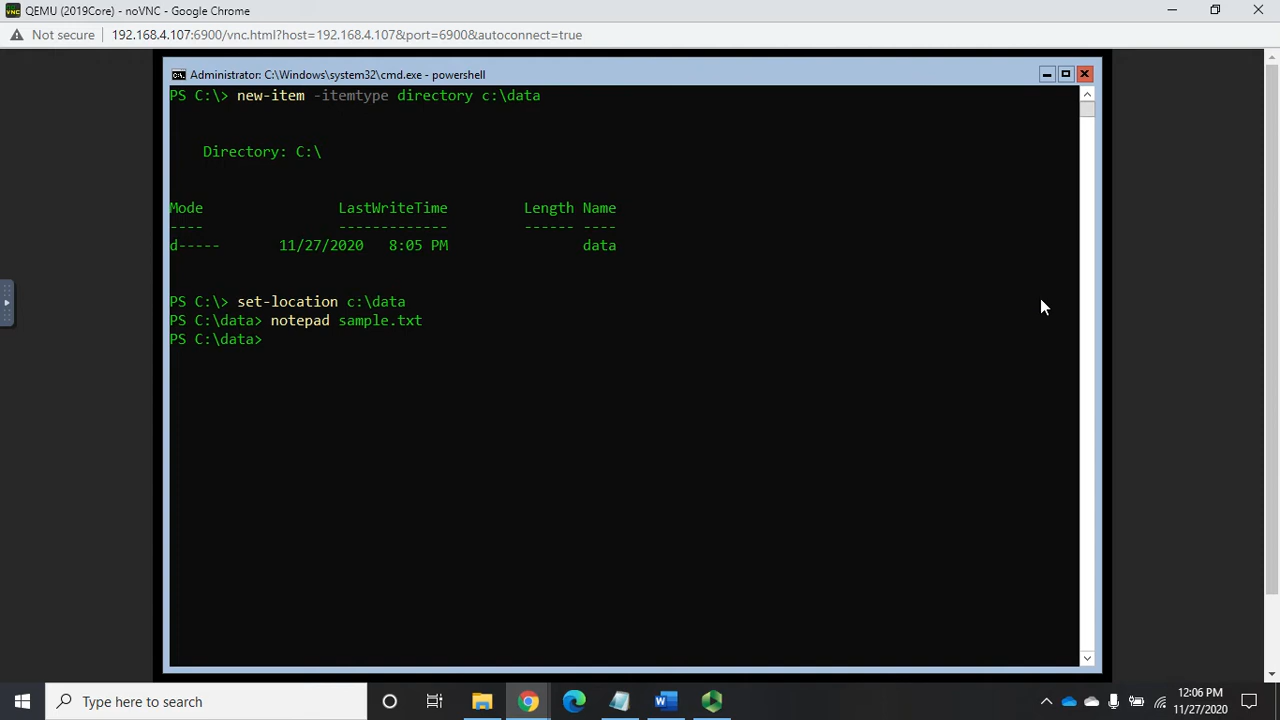 QEMU (2019Core) - noVNC - Google Chrome
Not secure 192.168.4.107:6900/vnc.html?host=192.168.4.107&port=6900&autoconnect=true
Administrator: C:\Windows\system32\cmd.exe - powershell
PS C:\> new-item -itemtype directory c:\data
Directory: C:\
Mode LastWriteTime Length Name
---- ------------- ------ ----
d----- 11/27/2020 8:05 PM data
PS C:\> set-location c:\data
PS C:\data> notepad sample.txt
PS C:\data>
Type here to search
12:06 PM
11/27/2020